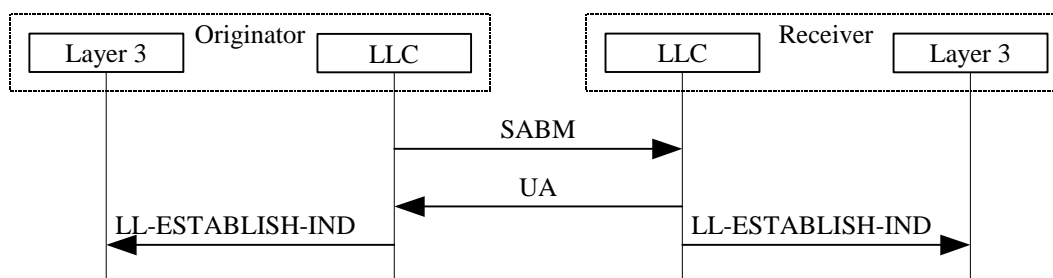 Originator
Receiver
Layer 3
LLC
LLC
Layer 3
SABM
UA
LL-ESTABLISH-IND
LL-ESTABLISH-IND